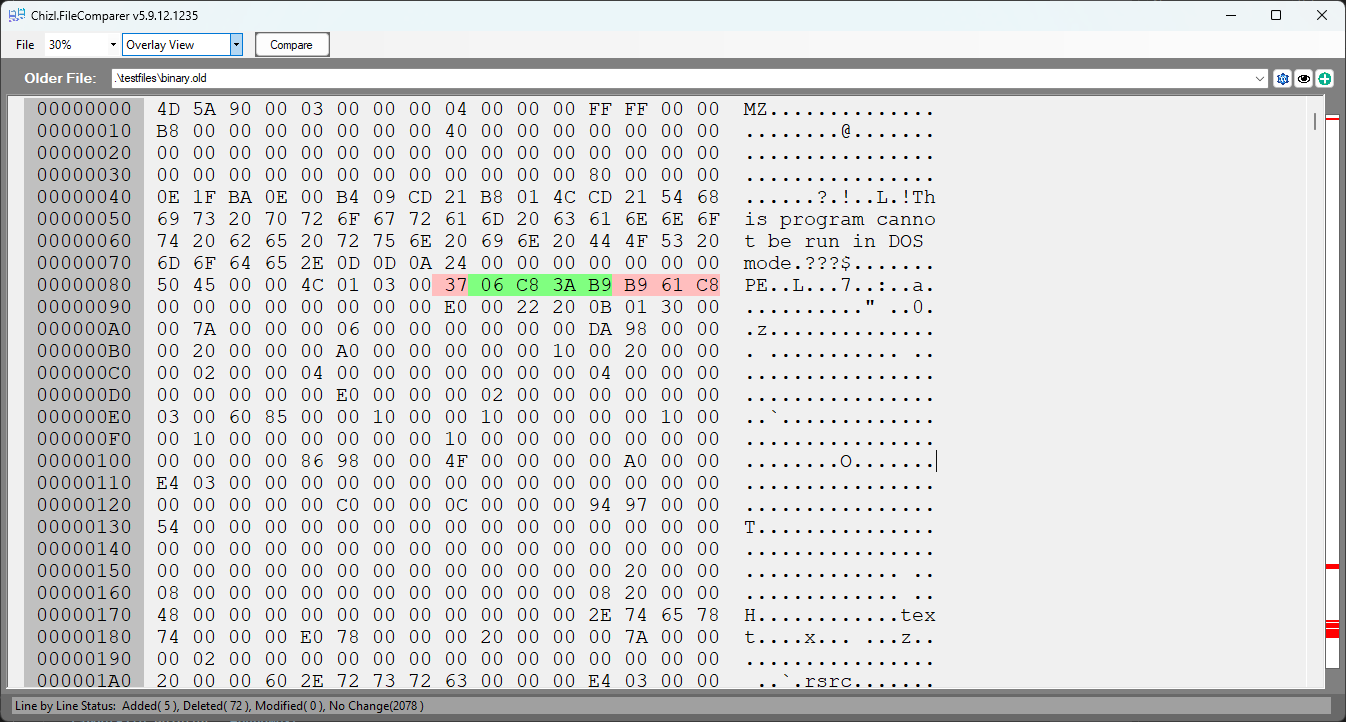 Chizl.FileComparer v5.9.12.1235
File 30% Overlay View Compare
Older File: .\testfiles\binary.old
00000000 4D 5A 90 00 03 00 00 00 04 00 00 00 FF FF 00 00 MZ..............
00000010 B8 00 00 00 00 00 00 00 40 00 00 00 00 00 00 00 ........@.......
00000020 00 00 00 00 00 00 00 00 00 00 00 00 00 00 00 00 ................
00000030 00 00 00 00 00 00 00 00 00 00 00 00 80 00 00 00 ................
00000040 0E 1F BA 0E 00 B4 09 CD 21 B8 01 4C CD 21 54 68 ......?.!..L.!Th
00000050 69 73 20 70 72 6F 67 72 61 6D 20 63 61 6E 6E 6F is program canno
00000060 74 20 62 65 20 72 75 6E 20 69 6E 20 44 4F 53 20 t be run in DOS
00000070 6D 6F 64 65 2E 0D 0D 0A 24 00 00 00 00 00 00 00 mode.???$.......
00000080 50 45 00 00 4C 01 03 00 37 06 C8 3A B9 B9 61 C8 PE..L...7..:..a.
00000090 00 00 00 00 00 00 00 00 E0 00 22 20 0B 01 30 00 .........." ..0.
000000A0 00 7A 00 00 00 06 00 00 00 00 00 00 DA 98 00 00 .z..............
000000B0 00 20 00 00 00 A0 00 00 00 00 00 10 00 20 00 00 . ........... ..
000000C0 00 02 00 00 04 00 00 00 00 00 00 00 04 00 00 00 ................
000000D0 00 00 00 00 00 E0 00 00 00 02 00 00 00 00 00 00 ................
000000E0 03 00 60 85 00 00 10 00 00 10 00 00 00 00 10 00 ..`.............
000000F0 00 10 00 00 00 00 00 00 10 00 00 00 00 00 00 00 ................
00000100 00 00 00 00 86 98 00 00 4F 00 00 00 00 A0 00 00 ........O.......
00000110 E4 03 00 00 00 00 00 00 00 00 00 00 00 00 00 00 ................
00000120 00 00 00 00 00 C0 00 00 0C 00 00 00 94 97 00 00 ................
00000130 54 00 00 00 00 00 00 00 00 00 00 00 00 00 00 00 T...............
00000140 00 00 00 00 00 00 00 00 00 00 00 00 00 00 00 00 ................
00000150 00 00 00 00 00 00 00 00 00 00 00 00 00 20 00 00 ............. ..
00000160 08 00 00 00 00 00 00 00 00 00 00 00 08 20 00 00 ............. ..
00000170 48 00 00 00 00 00 00 00 00 00 00 00 2E 74 65 78 H............tex
00000180 74 00 00 00 E0 78 00 00 00 20 00 00 00 7A 00 00 t....x... ...z..
00000190 00 02 00 00 00 00 00 00 00 00 00 00 00 00 00 00 ................
000001A0 20 00 00 60 2E 72 73 72 63 00 00 00 E4 03 00 00 ..`.rsrc.......
Line by Line Status: Added( 5 ), Deleted( 72 ), Modified( 0 ), No Change(2078 )